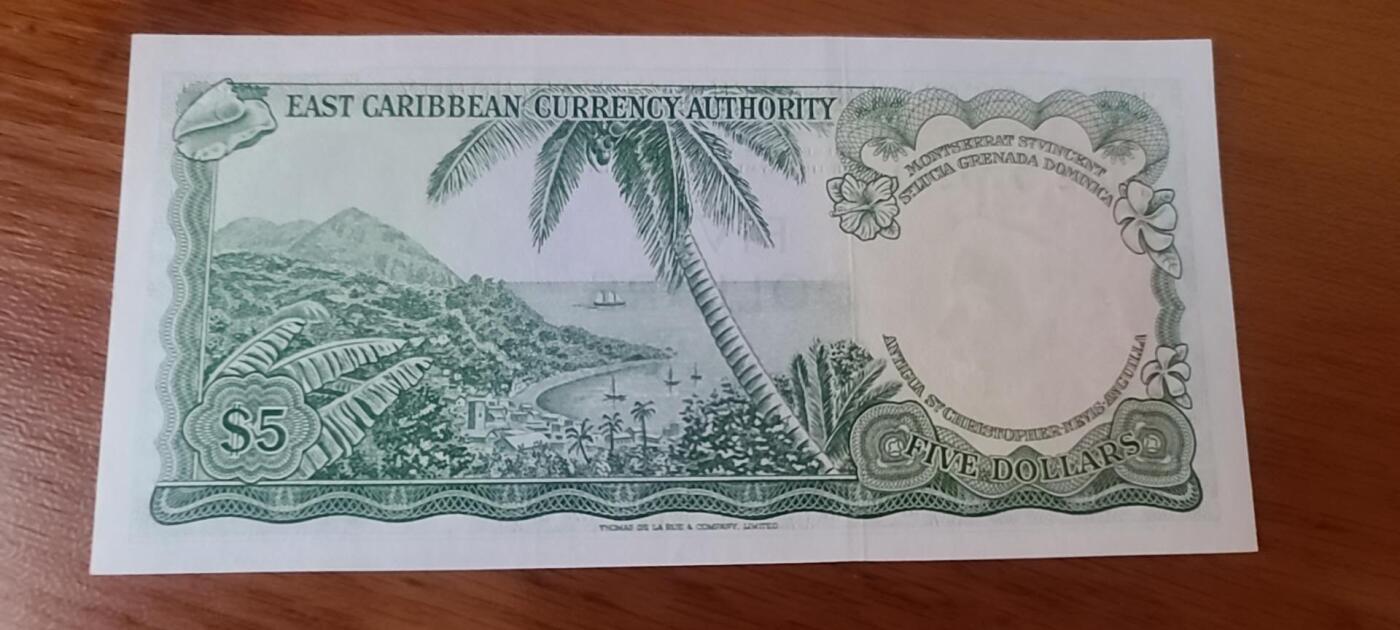 EAST CARIBBEAN CURRENCY AUTHORITY
MONTSERRAT ST VINCENT
ST LUCIA GRENADA DOMINICA
ANTIGUA ST CHRISTOPHER-NEVIS-ANGUILLA
$5
FIVE DOLLARS
THOMAS DE LA RUE & COMPANY, LIMITED